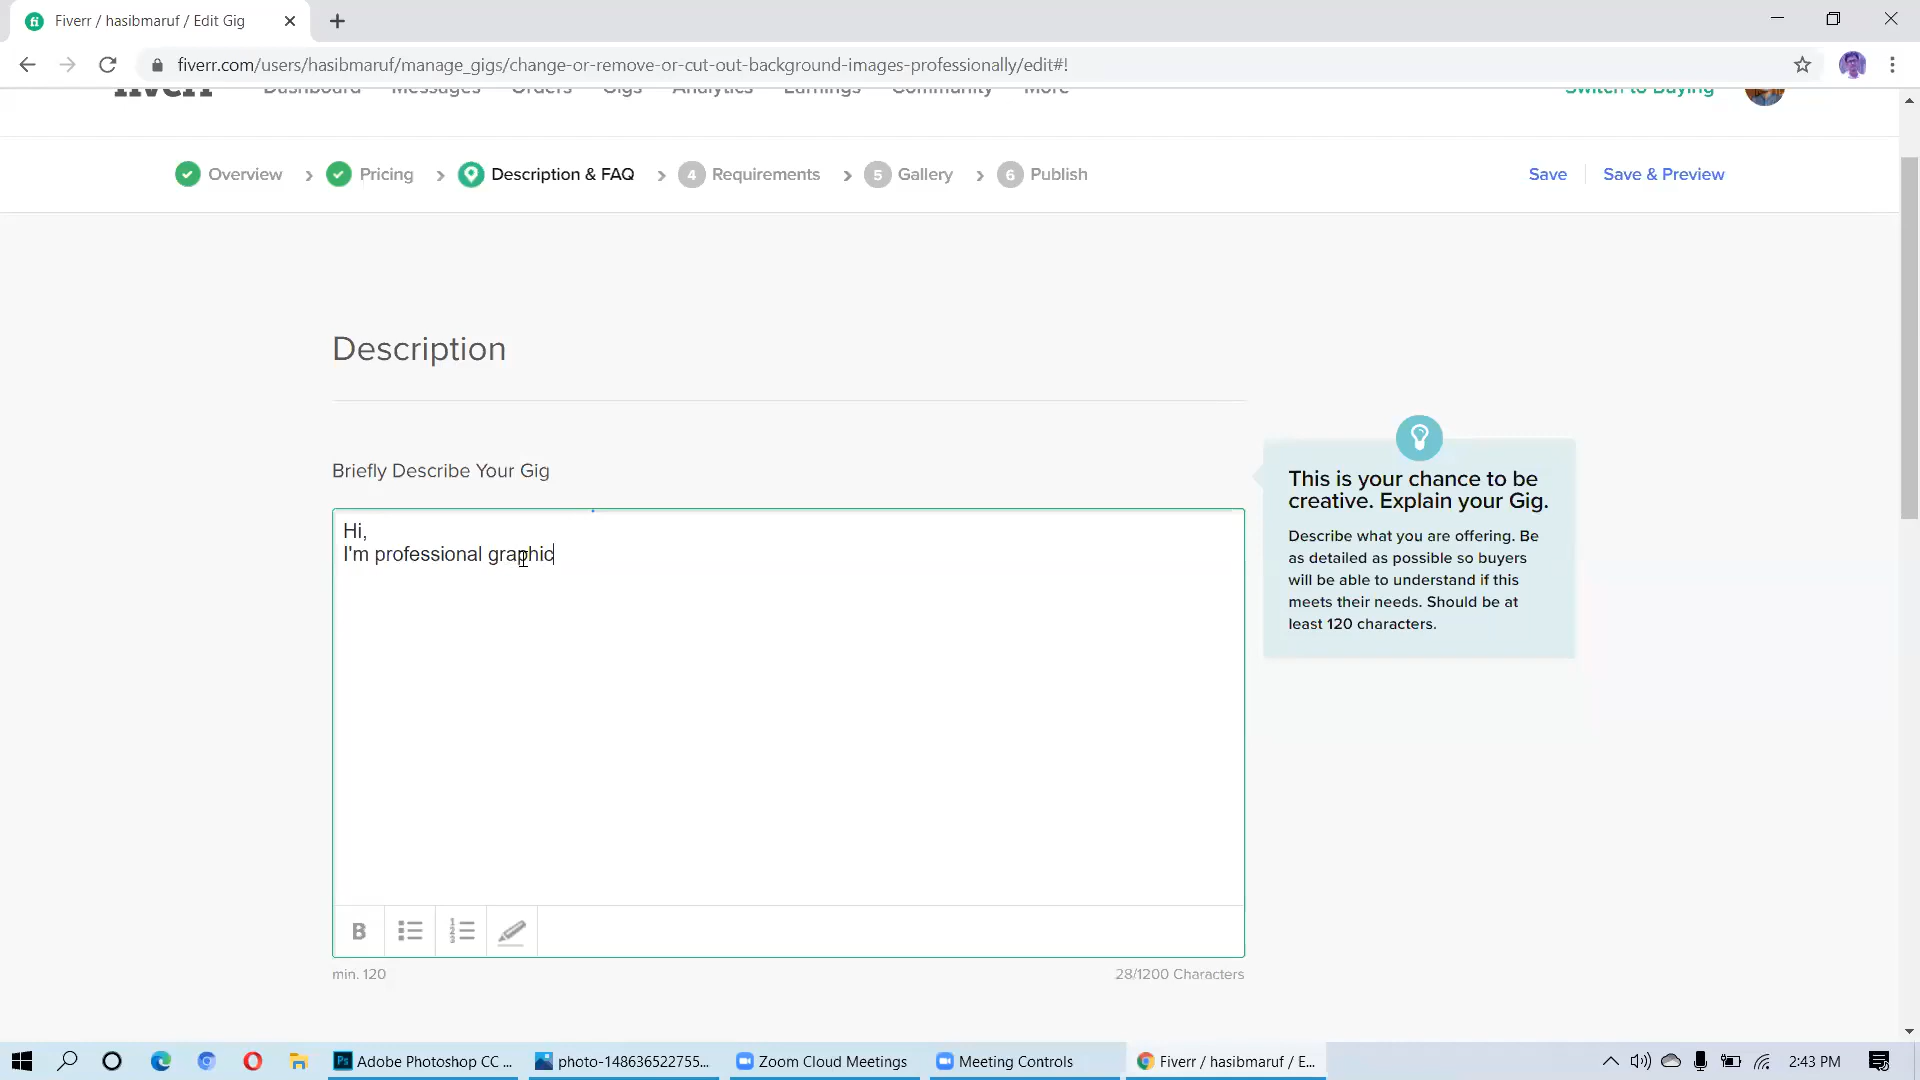 Fiverr / hasibmaruf / Edit Gig
fiverr.com/users/hasibmaruf/manage_gigs/change-or-remove-or-cut-out-background-images-professionally/edit#!
fiverr Dashboard Messages Orders Gigs Analytics Earnings Community More Switch to Buying
Overview › Pricing › Description & FAQ › 4 Requirements › 5 Gallery › 6 Publish Save Save & Preview
Description
Briefly Describe Your Gig
Hi,
I'm professional graphic
This is your chance to be
creative. Explain your Gig.
Describe what you are offering. Be
as detailed as possible so buyers
will be able to understand if this
meets their needs. Should be at
least 120 characters.
B
min. 120 28/1200 Characters
Adobe Photoshop CC ... photo-148636522755... Zoom Cloud Meetings Meeting Controls Fiverr / hasibmaruf / E... 2:43 PM